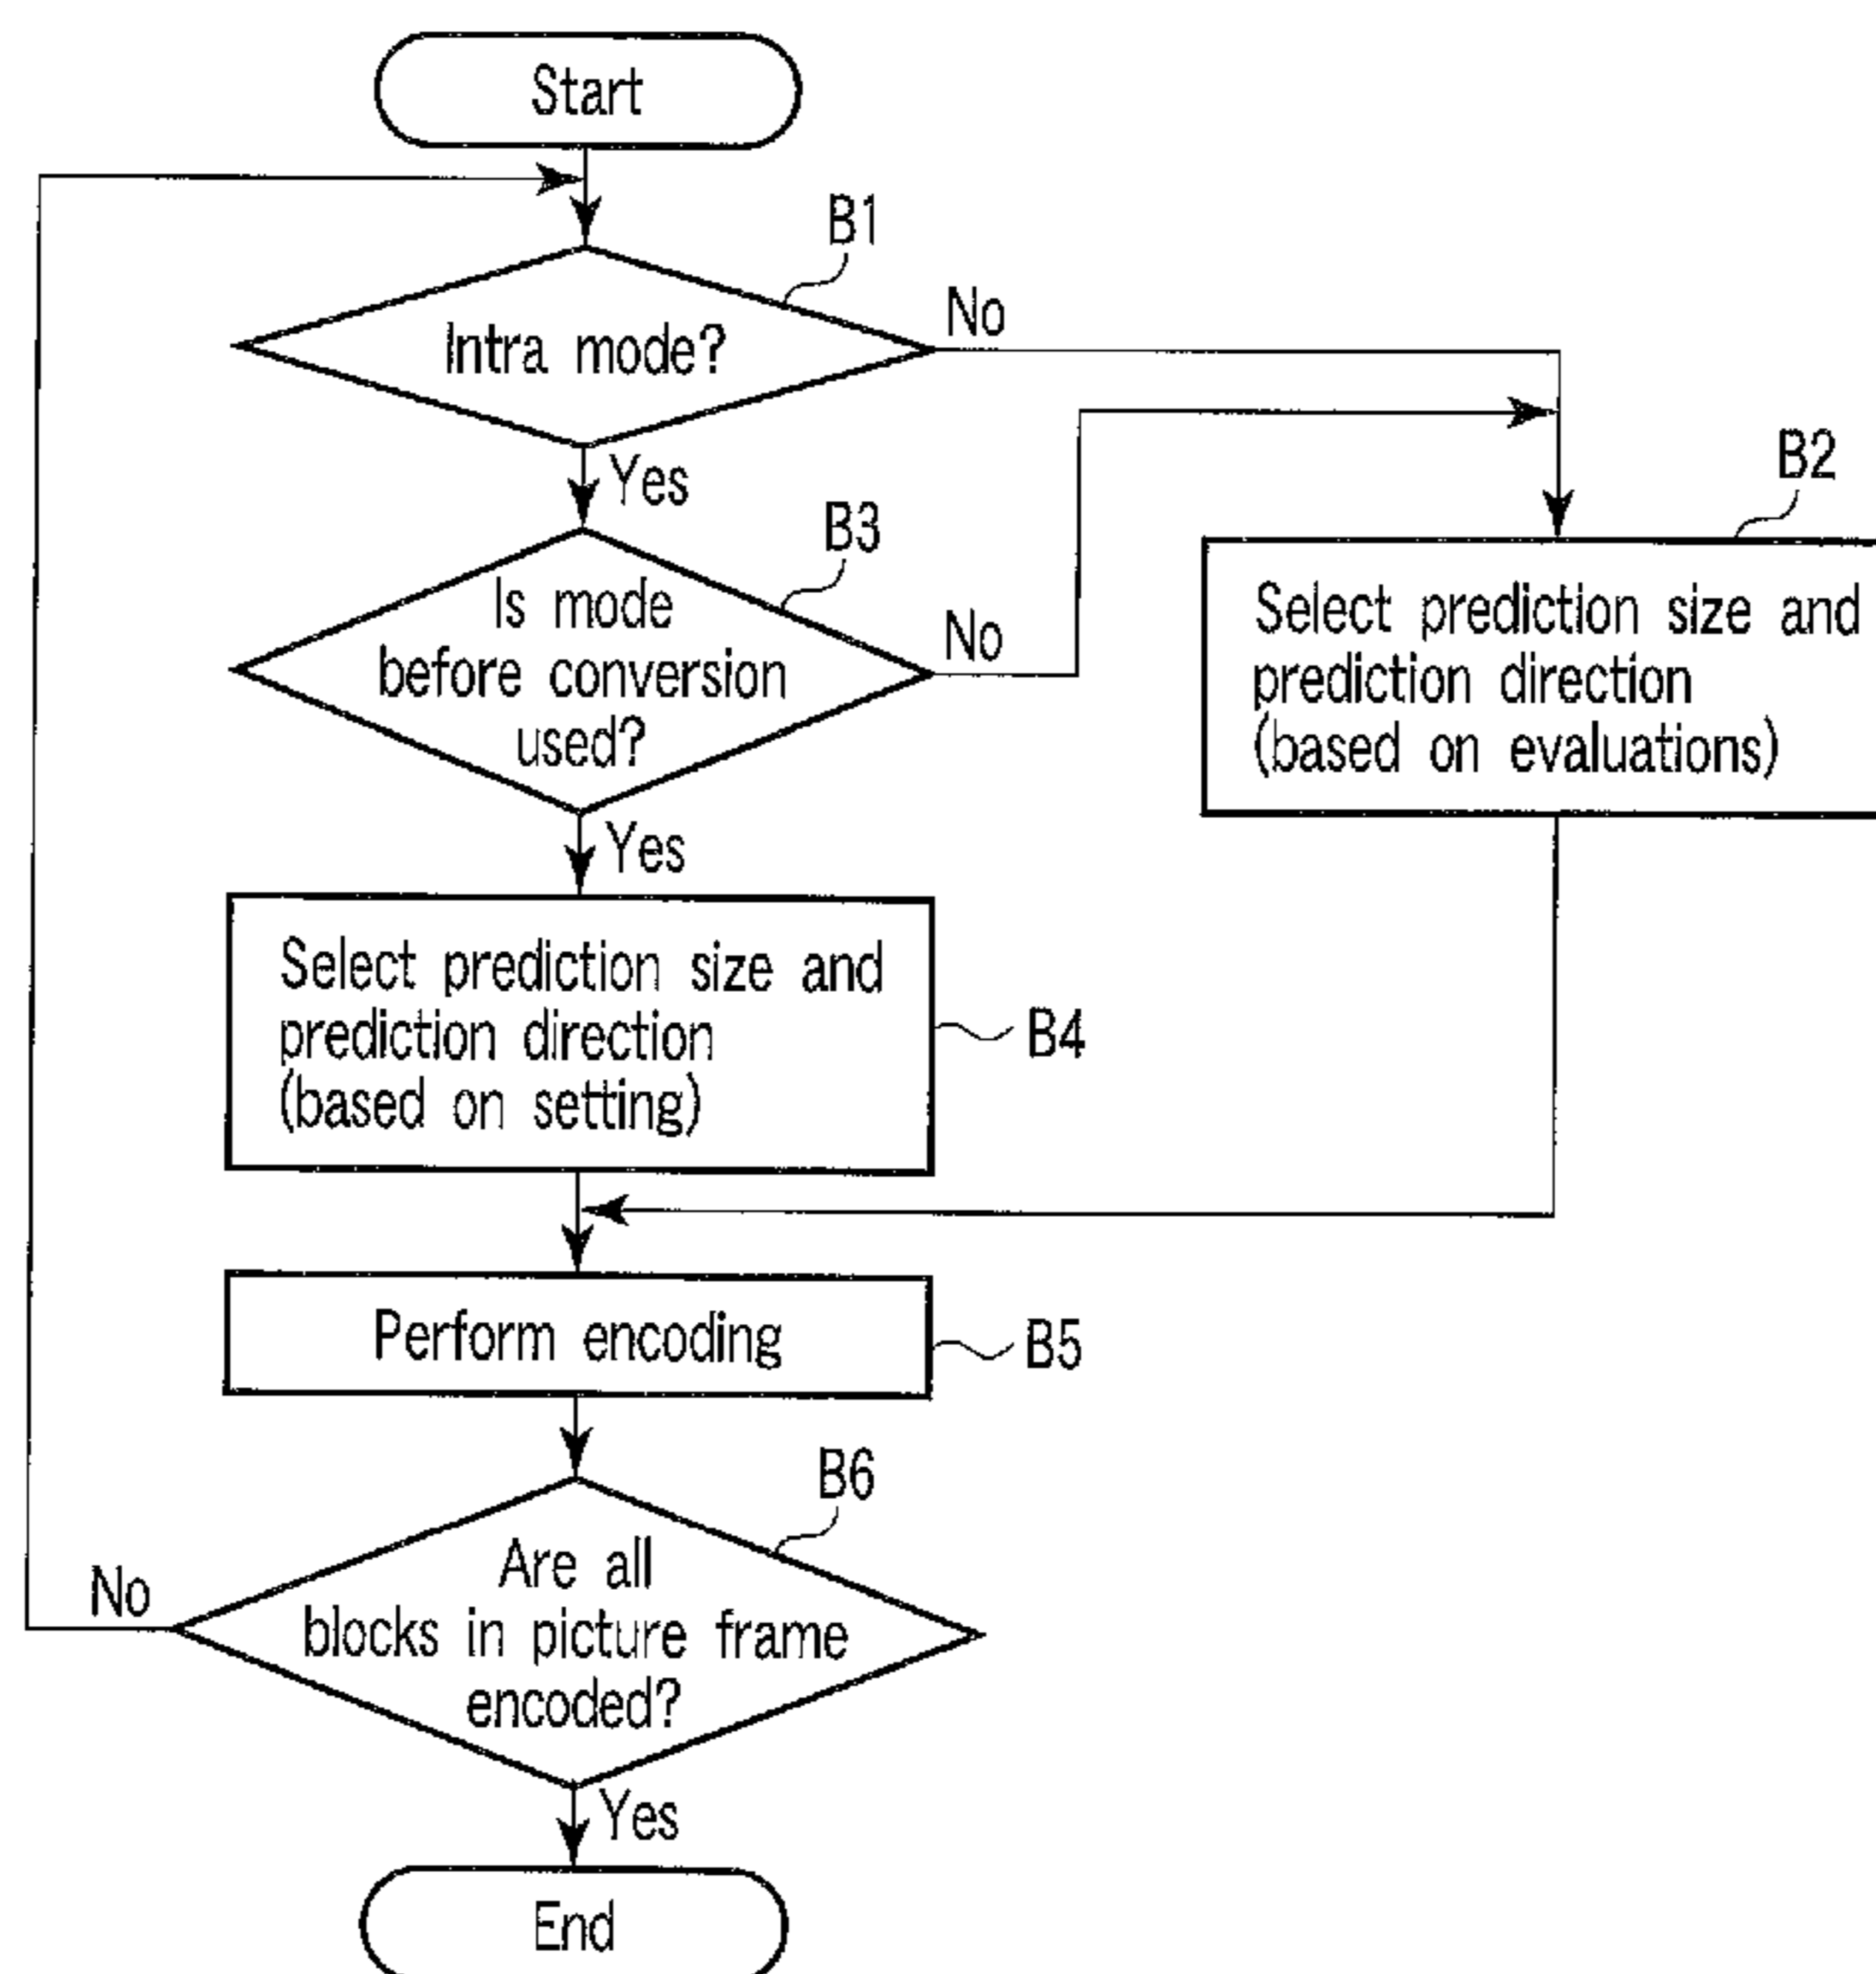 Start
B1
Intra mode?
No
Yes
B2
Select prediction size and
prediction direction
(based on evaluations)
B3
Is mode
before conversion
used?
No
Yes
Select prediction size and
prediction direction
(based on setting)
B4
Perform encoding
B5
B6
Are all
blocks in picture frame
encoded?
No
Yes
End